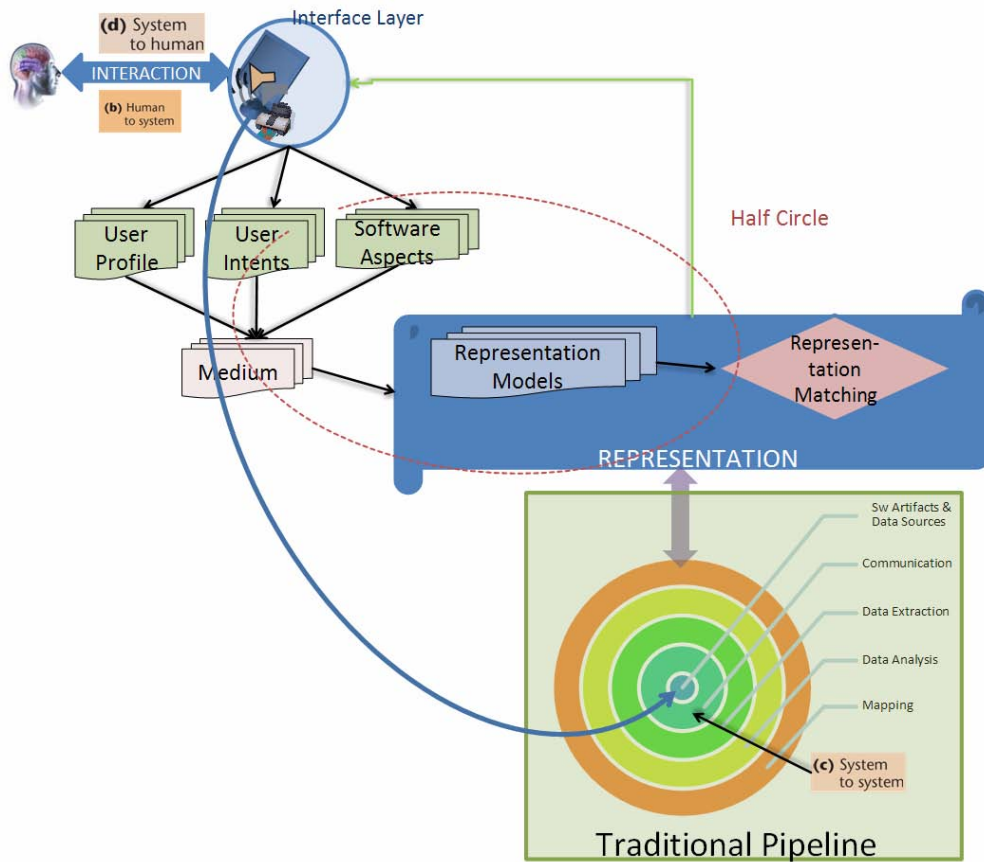 Interface Layer
(d) System
to human
INTERACTION
(b) Human
to system
User
Profile
User
Intents
Software
Aspects
Half Circle
Medium
Representation
Models
Represen-
tation
Matching
REPRESENTATION
Sw Artifacts &
Data Sources
Communication
Data Extraction
Data Analysis
Mapping
(c) System
to system
Traditional Pipeline